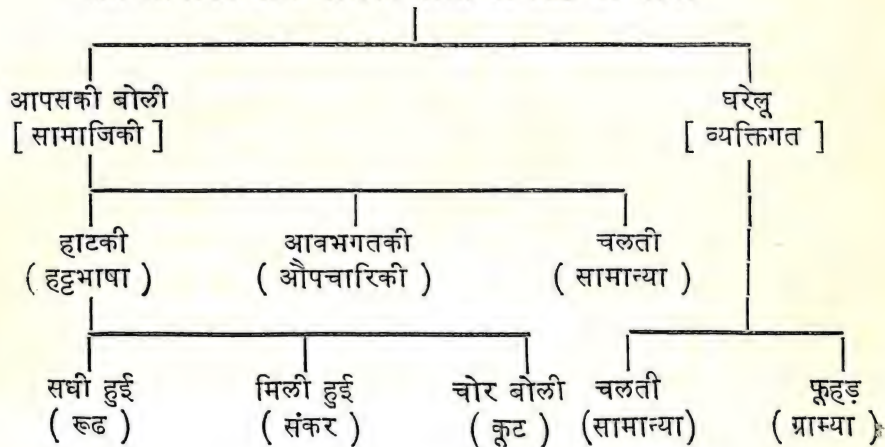 आपसकी बोली घरेलू
[ सामाजिकी ] [ व्यक्तिगत ]
हाटकी आवभगतकी चलती
( हट्टभाषा ) ( औपचारिकी ) ( सामान्या )
सधी हुई मिली हुई चोर बोली चलती फूहड़
( रूढ ) ( संकर ) ( कूट ) (सामान्या) ( ग्राम्या )